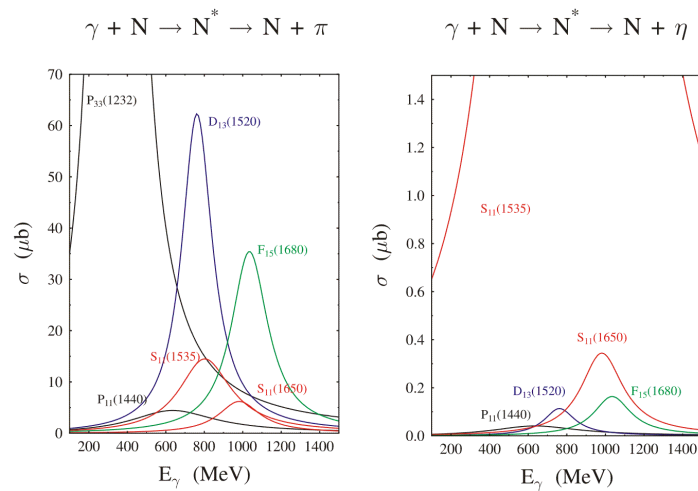 γ + N → N* → N + π
70
60
50
40
30
20
10
0
σ (μb)
P33(1232)
D13(1520)
F15(1680)
S11(1535)
S11(1650)
P11(1440)
200 400 600 800 1000 1200 1400
Eγ (MeV)
γ + N → N* → N + η
1.4
1.2
1.0
0.8
0.6
0.4
0.2
0.0
σ (μb)
S11(1535)
S11(1650)
D13(1520)
F15(1680)
P11(1440)
200 400 600 800 1000 1200 1400
Eγ (MeV)